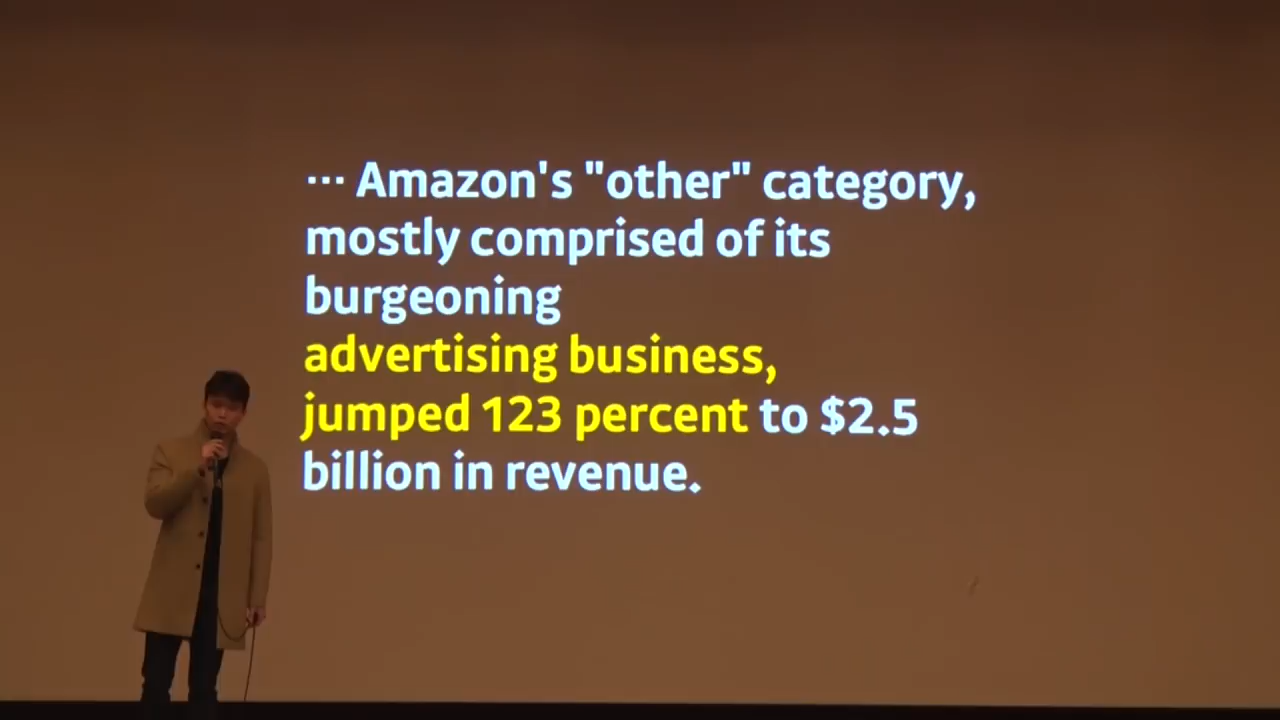 ··· Amazon's "other" category,
mostly comprised of its
burgeoning
advertising business,
jumped 123 percent to $2.5
billion in revenue.